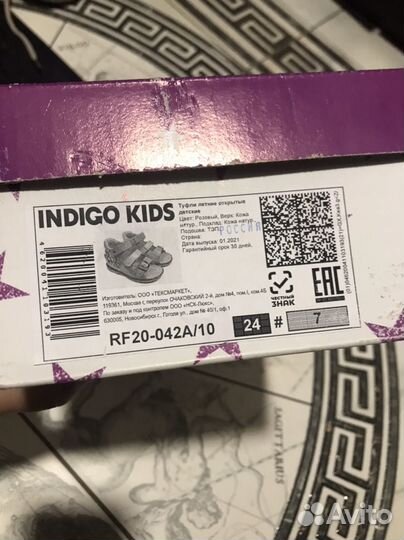 INDIGO KIDS
Туфли летние открытые
детские
Цвет: Розовый, Верх: Кожа
натур., Подклад: Кожа натур.,
Подошва: ТЭП
Страна: РОССИЯ
Дата выпуска: 01.2021
Гарантийный срок 30 дней.
Изготовитель: ООО «ТЕКСМАРКЕТ»,
119361, Москва г, переулок ОЧАКОВСКИЙ 2-й, дом №4, пом.I, ком.45
По заказу и под контролем ООО «НСК-Люкс»,
630005, Новосибирск г., Гоголя ул., дом № 40/1, оф.1
ЧЕСТНЫЙ
ЗНАК
EAC
RF20-042A/10 24 # 7
SAGITTARIUS
Avito